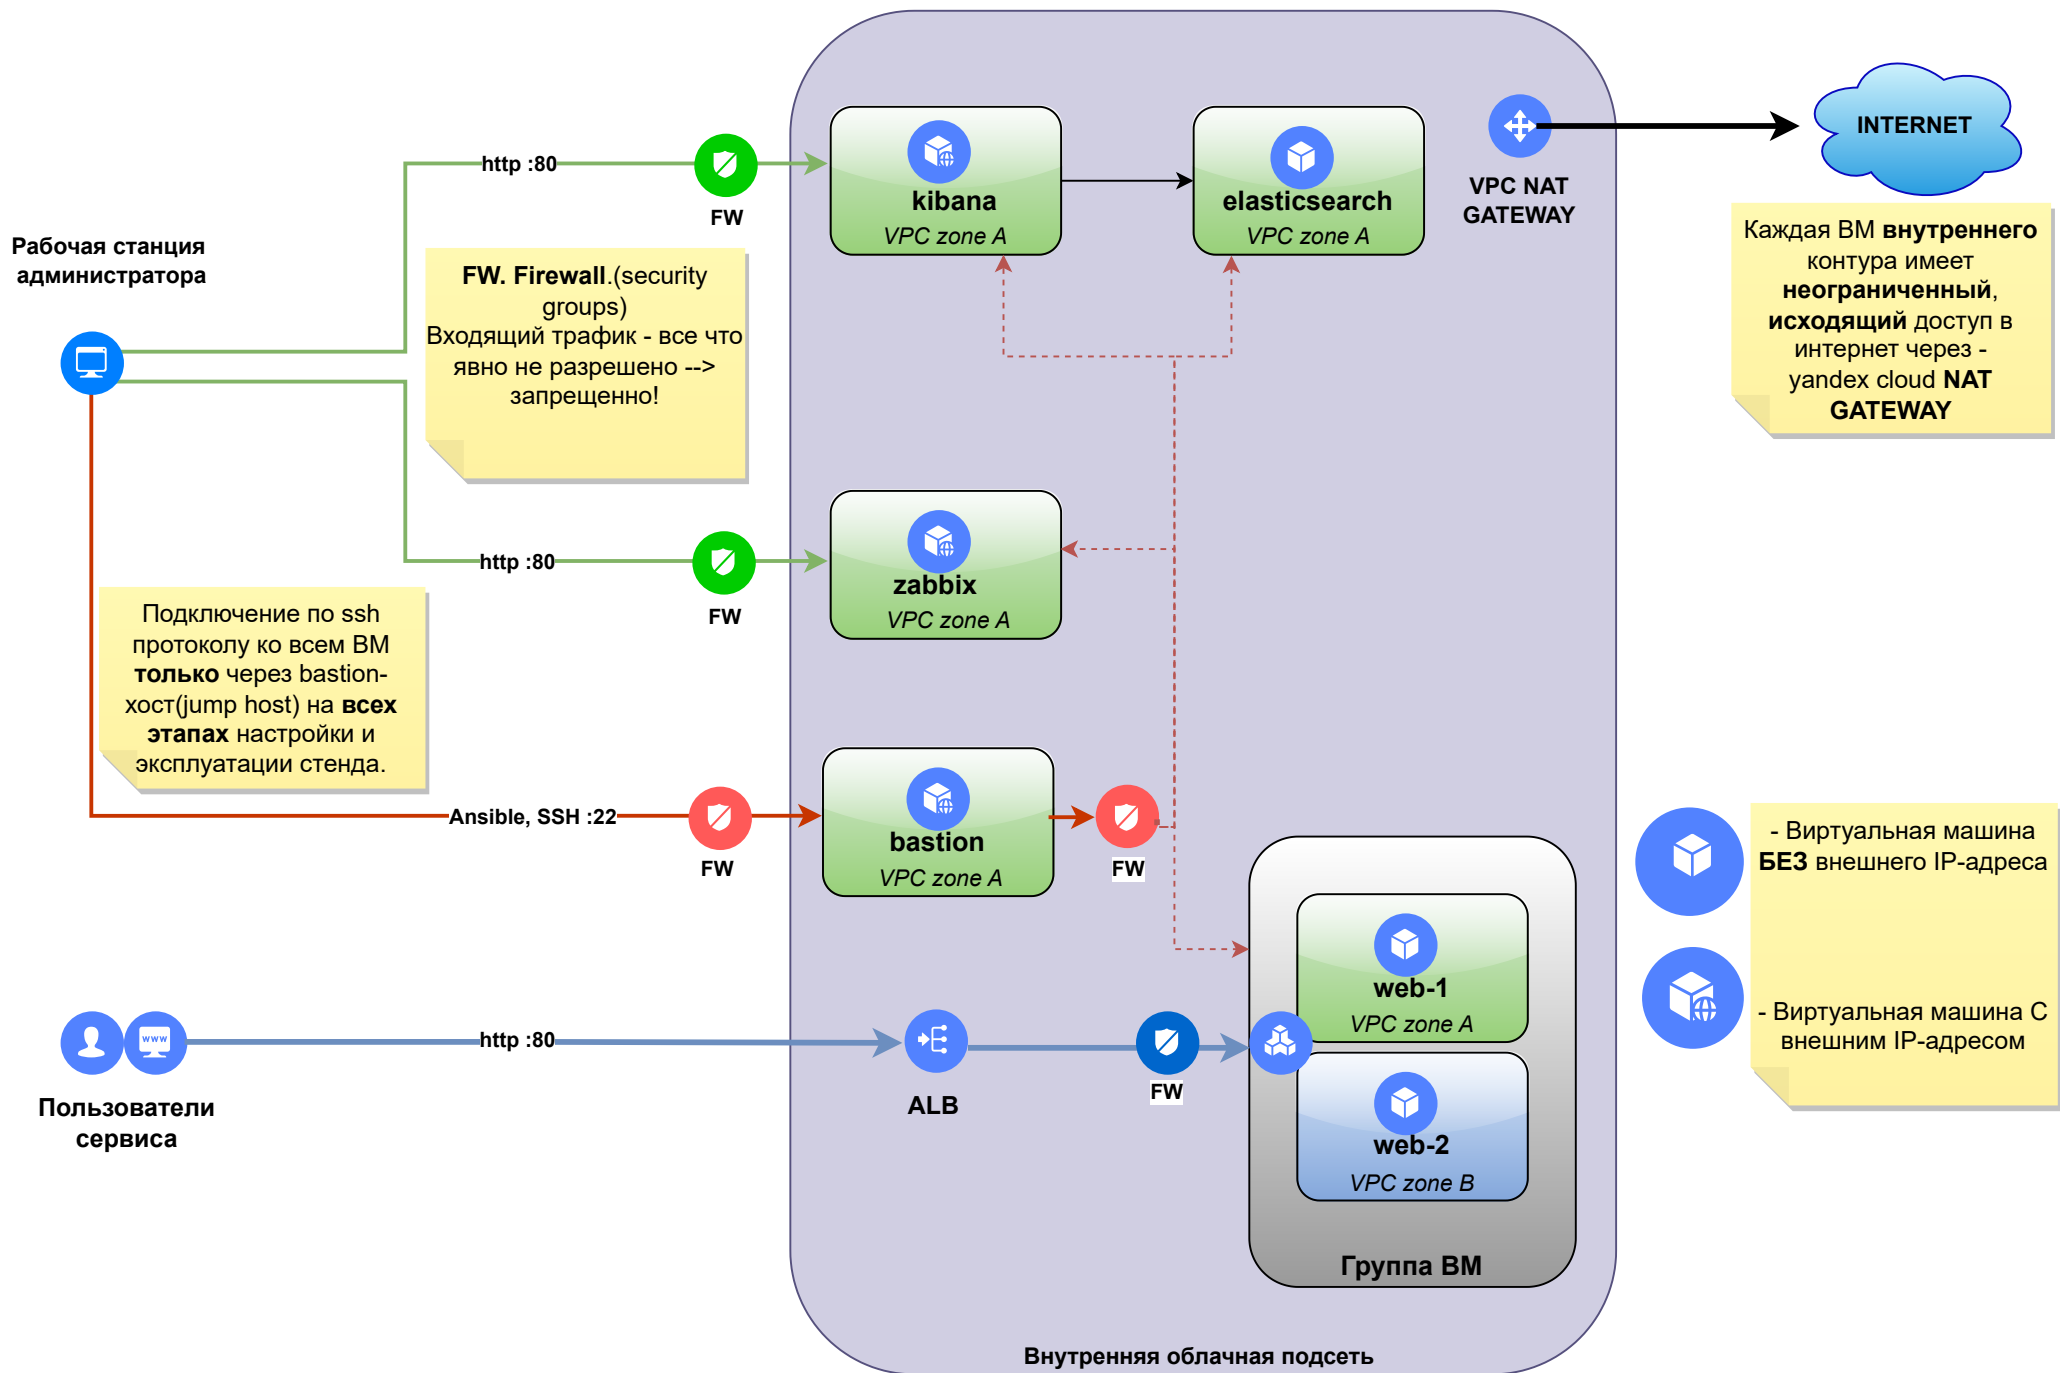 http :80
FW
kibana
VPC zone A
elasticsearch
VPC zone A
VPC NAT
GATEWAY
INTERNET
Каждая ВМ внутреннего
контура имеет
неограниченный,
исходящий доступ в
интернет через -
yandex cloud NAT
GATEWAY
Рабочая станция
администратора
FW. Firewall.(security
groups)
Входящий трафик - все что
явно не разрешено -->
запрещенно!
http :80
FW
zabbix
VPC zone A
Подключение по ssh
протоколу ко всем ВМ
только через bastion-
хост(jump host) на всех
этапах настройки и
эксплуатации стенда.
Ansible, SSH :22
FW
bastion
VPC zone A
FW
- Виртуальная машина
БЕЗ внешнего IP-адреса
- Виртуальная машина С
внешним IP-адресом
web-1
VPC zone A
www
http :80
Пользователи
сервиса
ALB
FW
web-2
VPC zone B
Группа ВМ
Внутренняя облачная подсеть